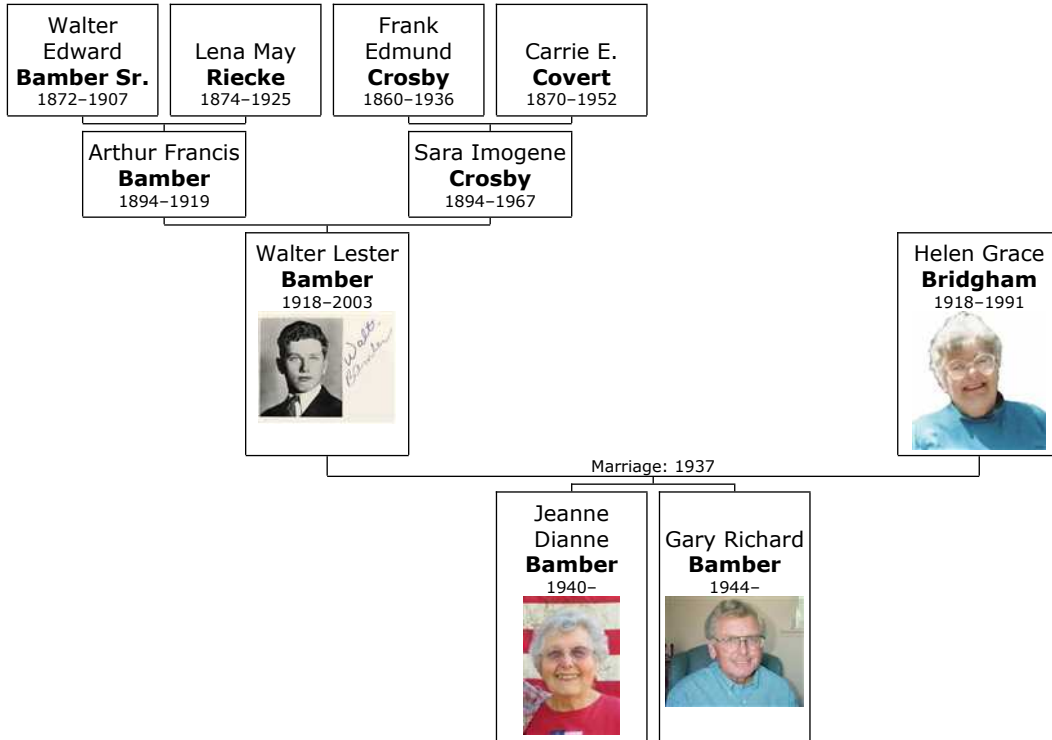 Walter
Edward
Bamber Sr.
1872–1907
Lena May
Riecke
1874–1925
Frank
Edmund
Crosby
1860–1936
Carrie E.
Covert
1870–1952
Arthur Francis
Bamber
1894–1919
Sara Imogene
Crosby
1894–1967
Walter Lester
Bamber
1918–2003
Walt.
Bamber
Helen Grace
Bridgham
1918–1991
Marriage: 1937
Jeanne
Dianne
Bamber
1940–
Gary Richard
Bamber
1944–